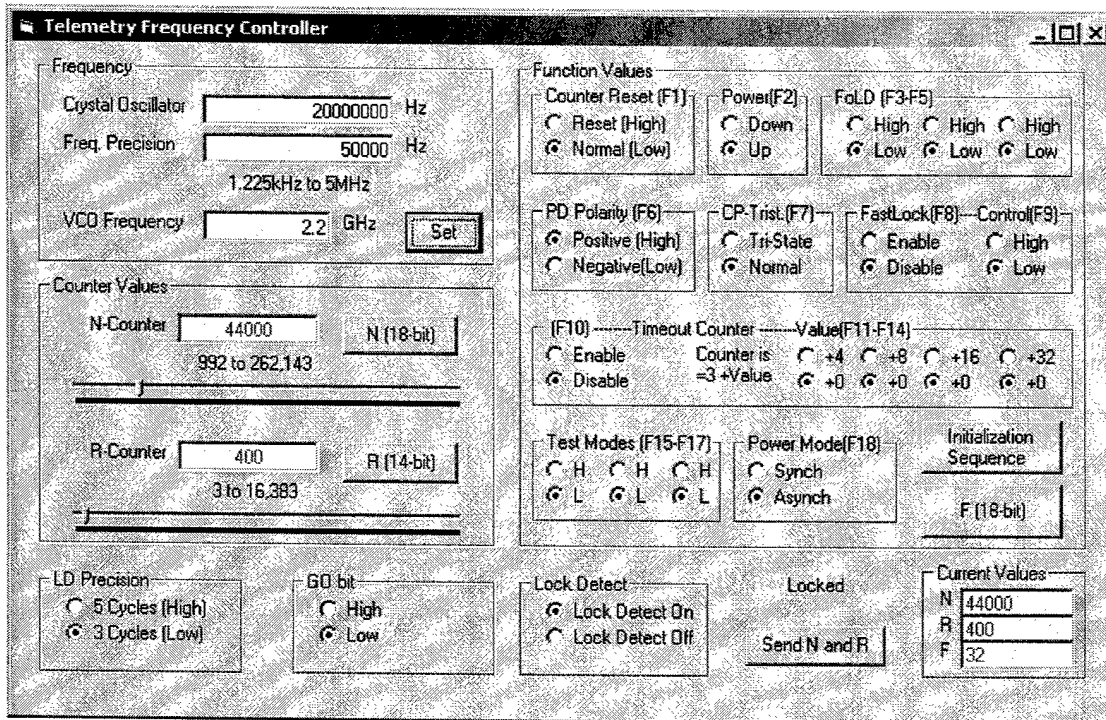 Telemetry Frequency Controller
Frequency
Crystal Oscillator 20000000 Hz
Freq. Precision 50000 Hz
1.225kHz to 5MHz
VCO Frequency 2.2 GHz Set
Counter Values
N-Counter 44000 N (18-bit)
992 to 262,143
R-Counter 400 R (14-bit)
3 to 16,383
Function Values
Counter Reset (F1) Power(F2) FoLD (F3-F5)
Reset (High) Down High High High
Normal (Low) Up Low Low Low
PD Polarity (F6) CP-Trist.(F7) FastLock(F8)---Control(F9)
Positive (High) Tri-State Enable High
Negative(Low) Normal Disable Low
(F10) ------Timeout Counter ------Value(F11-F14)
Enable Counter is +4 +8 +16 +32
Disable =3 +Value +0 +0 +0 +0
Test Modes (F15-F17) Power Mode(F18) Initialization
H H H Synch Sequence
L L L Asynch F (18-bit)
LD Precision GO bit Lock Detect Locked Current Values
5 Cycles (High) High Lock Detect On N 44000
3 Cycles (Low) Low Lock Detect Off Send N and R R 400
F 32